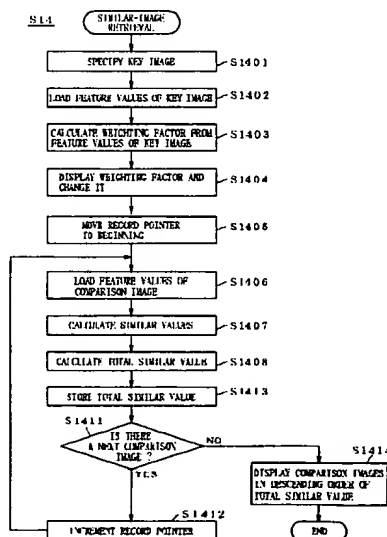 S14
SIMILAR-IMAGE
RETRIEVAL
SPECIFY KEY IMAGE
S1401
LOAD FEATURE VALUES OF KEY IMAGE
S1402
CALCULATE WEIGHTING FACTOR FROM
FEATURE VALUES OF KEY IMAGE
S1403
DISPLAY WEIGHTING FACTOR AND
CHANGE IT
S1404
MOVE RECORD POINTER
TO BEGINNING
S1405
LOAD FEATURE VALUES OF
COMPARISON IMAGE
S1406
CALCULATE SIMILAR VALUES
S1407
CALCULATE TOTAL SIMILAR VALUE
S1408
STORE TOTAL SIMILAR VALUE
S1413
S1411
IS THERE
A NEXT COMPARISON
IMAGE ?
NO
YES
S1414
DISPLAY COMPARISON IMAGES
IN DESCENDING ORDER OF
TOTAL SIMILAR VALUE
S1412
INCREMENT RECORD POINTER
END